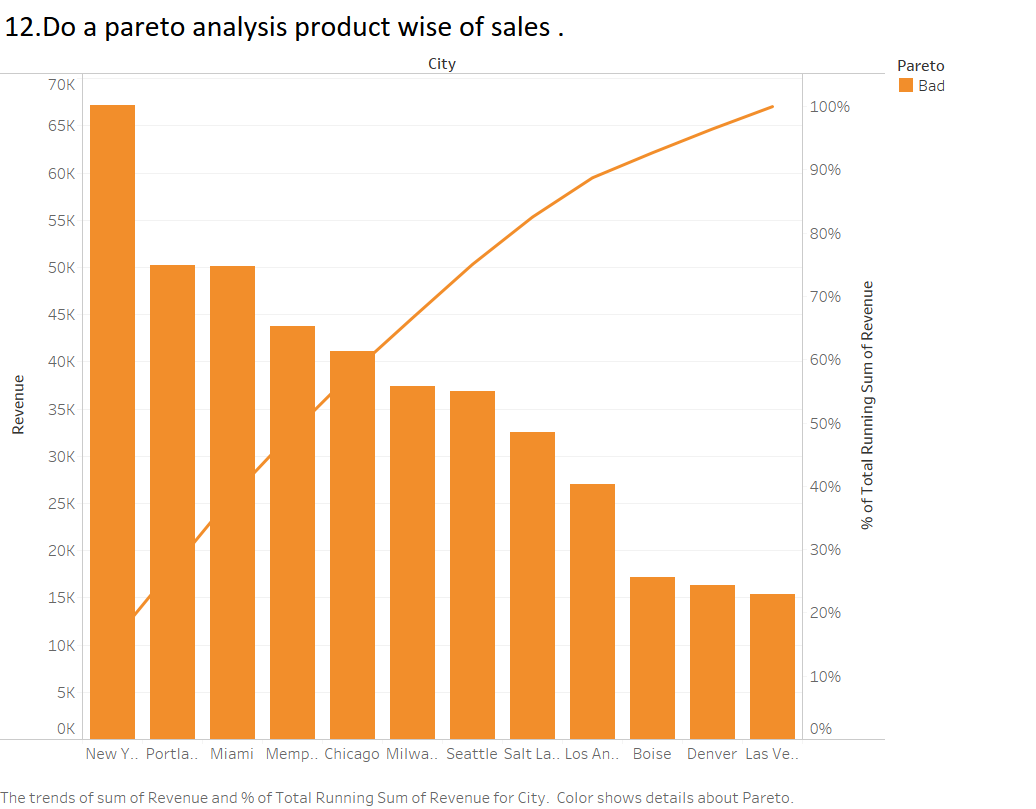 12.Do a pareto analysis product wise of sales .
City
Pareto
Bad
70K
65K
60K
55K
50K
45K
40K
35K
30K
25K
20K
15K
10K
5K
0K
Revenue
100%
90%
80%
70%
60%
50%
40%
30%
20%
10%
0%
% of Total Running Sum of Revenue
New Y.. Portla.. Miami Memp.. Chicago Milwa.. Seattle Salt La.. Los An.. Boise Denver Las Ve..
The trends of sum of Revenue and % of Total Running Sum of Revenue for City. Color shows details about Pareto.